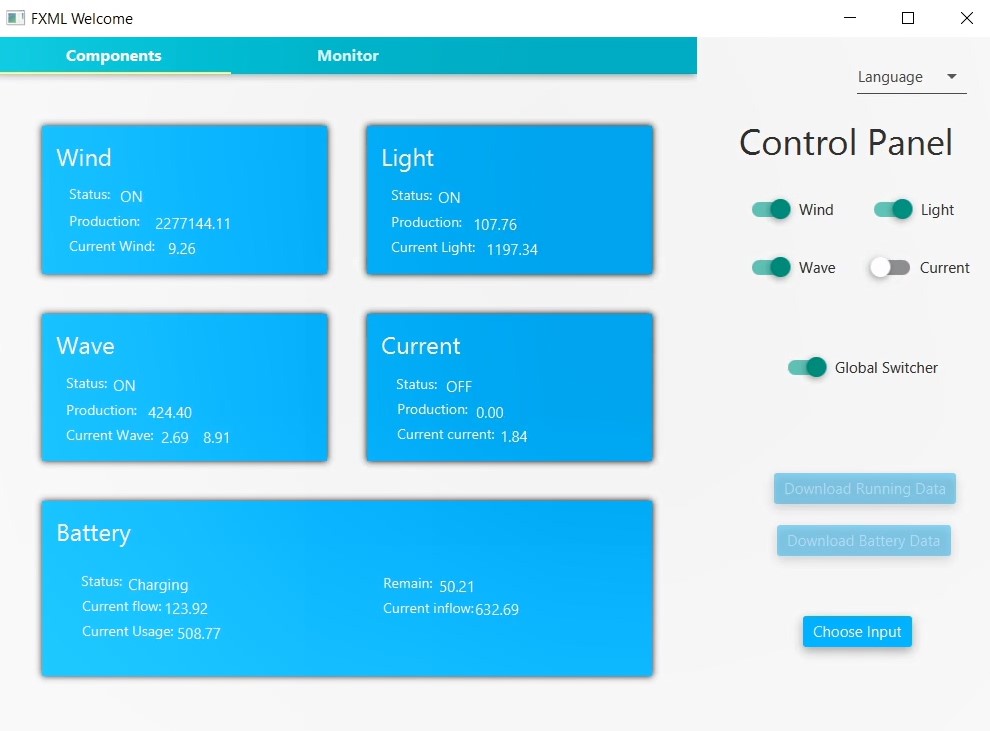 FXML Welcome
Components Monitor
Language
Control Panel
Wind
Status: ON
Production: 2277144.11
Current Wind: 9.26
Light
Status: ON
Production: 107.76
Current Light: 1197.34
Wind Light
Wave Current
Wave
Status: ON
Production: 424.40
Current Wave: 2.69 8.91
Current
Status: OFF
Production: 0.00
Current current: 1.84
Global Switcher
Download Running Data
Download Battery Data
Battery
Status: Charging
Current flow: 123.92
Current Usage: 508.77
Remain: 50.21
Current inflow: 632.69
Choose Input